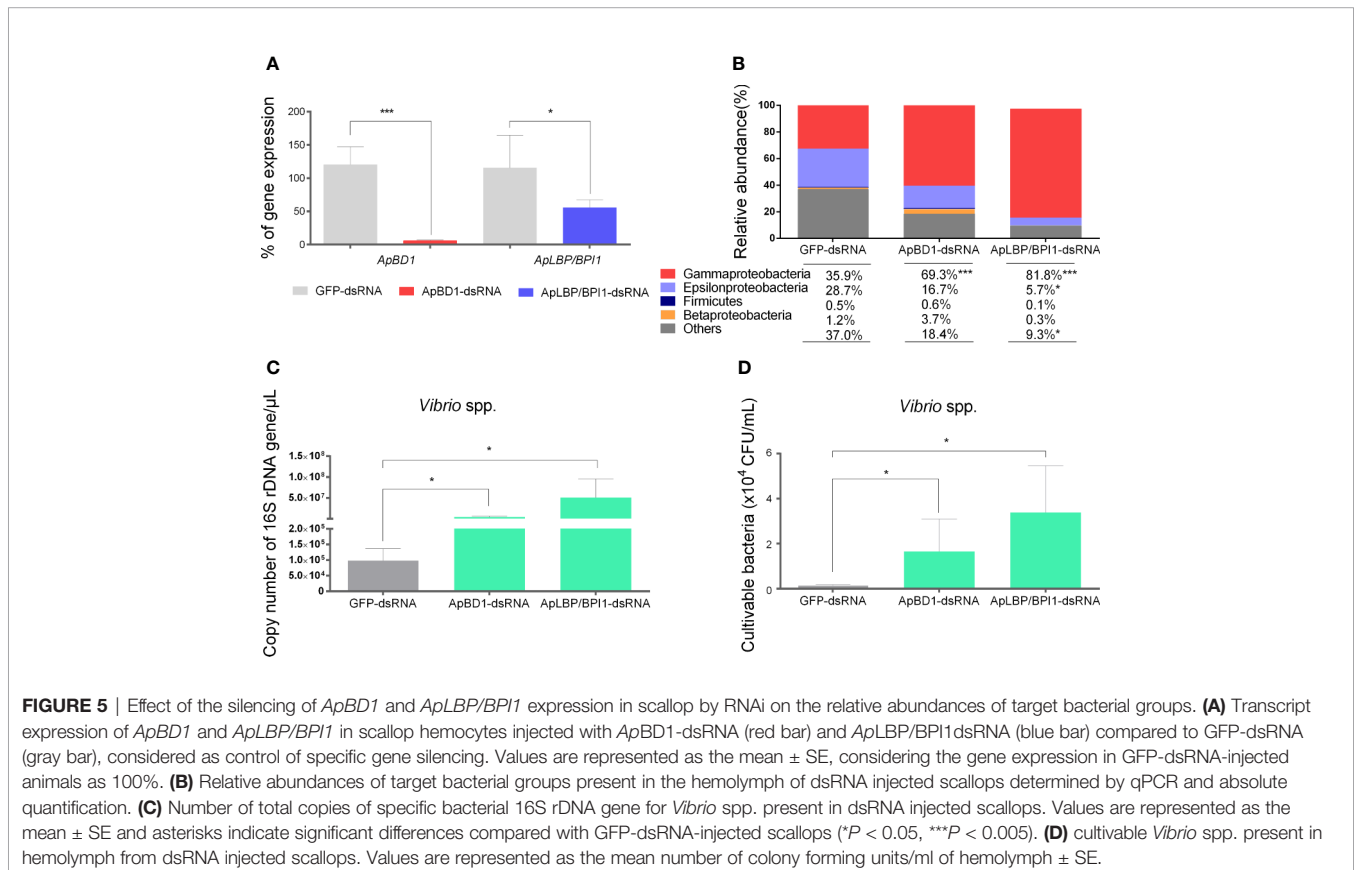 A
% of gene expression
200
150
100
50
0
***
*
ApBD1
ApLBP/BPI1
GFP-dsRNA
ApBD1-dsRNA
ApLBP/BPI1-dsRNA
B
Relative abundance(%)
100
80
60
40
20
0
GFP-dsRNA ApBD1-dsRNA ApLBP/BPI1-dsRNA
Gammaproteobacteria 35.9% 69.3%*** 81.8%***
Epsilonproteobacteria 28.7% 16.7% 5.7%*
Firmicutes 0.5% 0.6% 0.1%
Betaproteobacteria 1.2% 3.7% 0.3%
Others 37.0% 18.4% 9.3%*
C
Vibrio spp.
Copy number of 16S rDNA gene/µL
1.5×10⁸
1.0×10⁸
5.0×10⁷
2.0×10⁵
1.5×10⁵
1.0×10⁵
5.0×10⁴
0
*
*
GFP-dsRNA ApBD1-dsRNA ApLBP/BPI1-dsRNA
D
Vibrio spp.
Cultivable bacteria (x10⁴ CFU/mL)
6
4
2
0
*
*
GFP-dsRNA ApBD1-dsRNA ApLBP/BPI1-dsRNA
FIGURE 5 | Effect of the silencing of ApBD1 and ApLBP/BPI1 expression in scallop by RNAi on the relative abundances of target bacterial groups. (A) Transcript
expression of ApBD1 and ApLBP/BPI1 in scallop hemocytes injected with ApBD1-dsRNA (red bar) and ApLBP/BPI1dsRNA (blue bar) compared to GFP-dsRNA
(gray bar), considered as control of specific gene silencing. Values are represented as the mean ± SE, considering the gene expression in GFP-dsRNA-injected
animals as 100%. (B) Relative abundances of target bacterial groups present in the hemolymph of dsRNA injected scallops determined by qPCR and absolute
quantification. (C) Number of total copies of specific bacterial 16S rDNA gene for Vibrio spp. present in dsRNA injected scallops. Values are represented as the
mean ± SE and asterisks indicate significant differences compared with GFP-dsRNA-injected scallops (*P < 0.05, ***P < 0.005). (D) cultivable Vibrio spp. present in
hemolymph from dsRNA injected scallops. Values are represented as the mean number of colony forming units/ml of hemolymph ± SE.